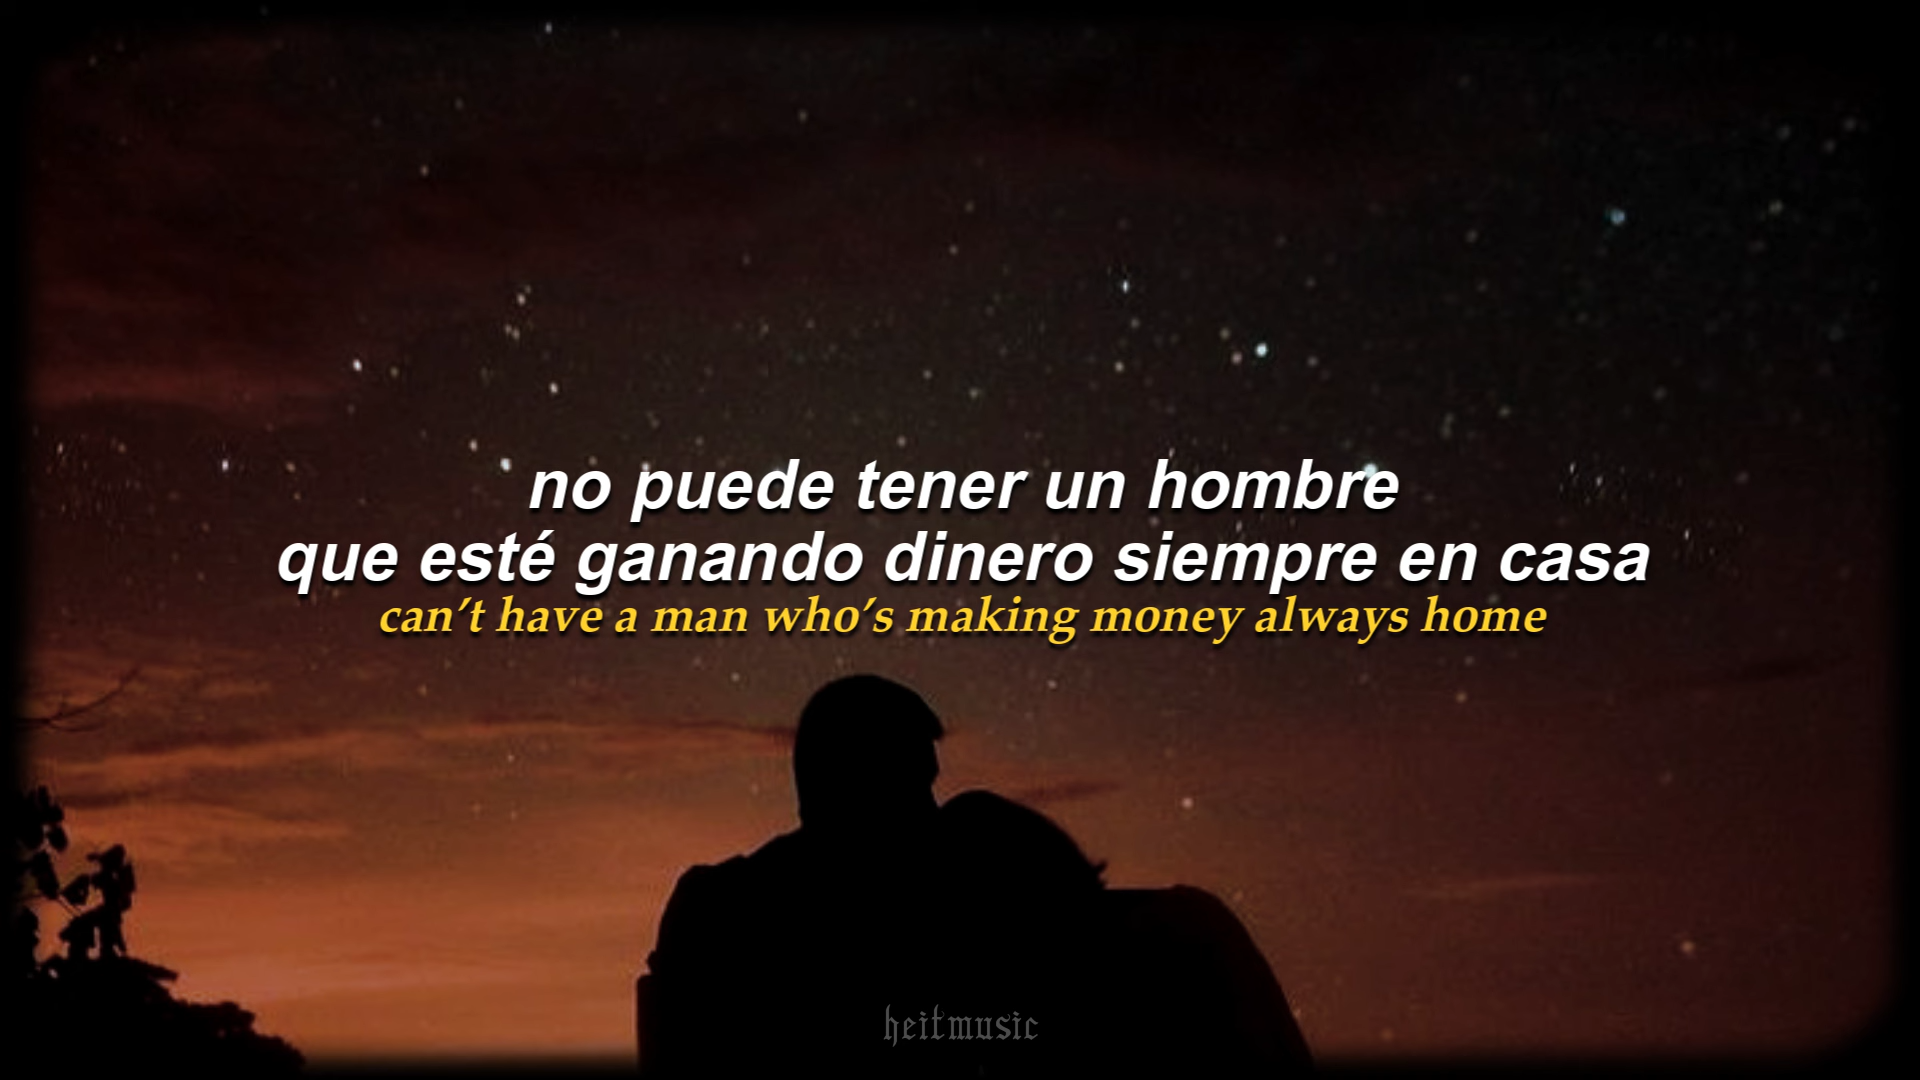 no puede tener un hombre
que esté ganando dinero siempre en casa
can’t have a man who’s making money always home
heitmusic